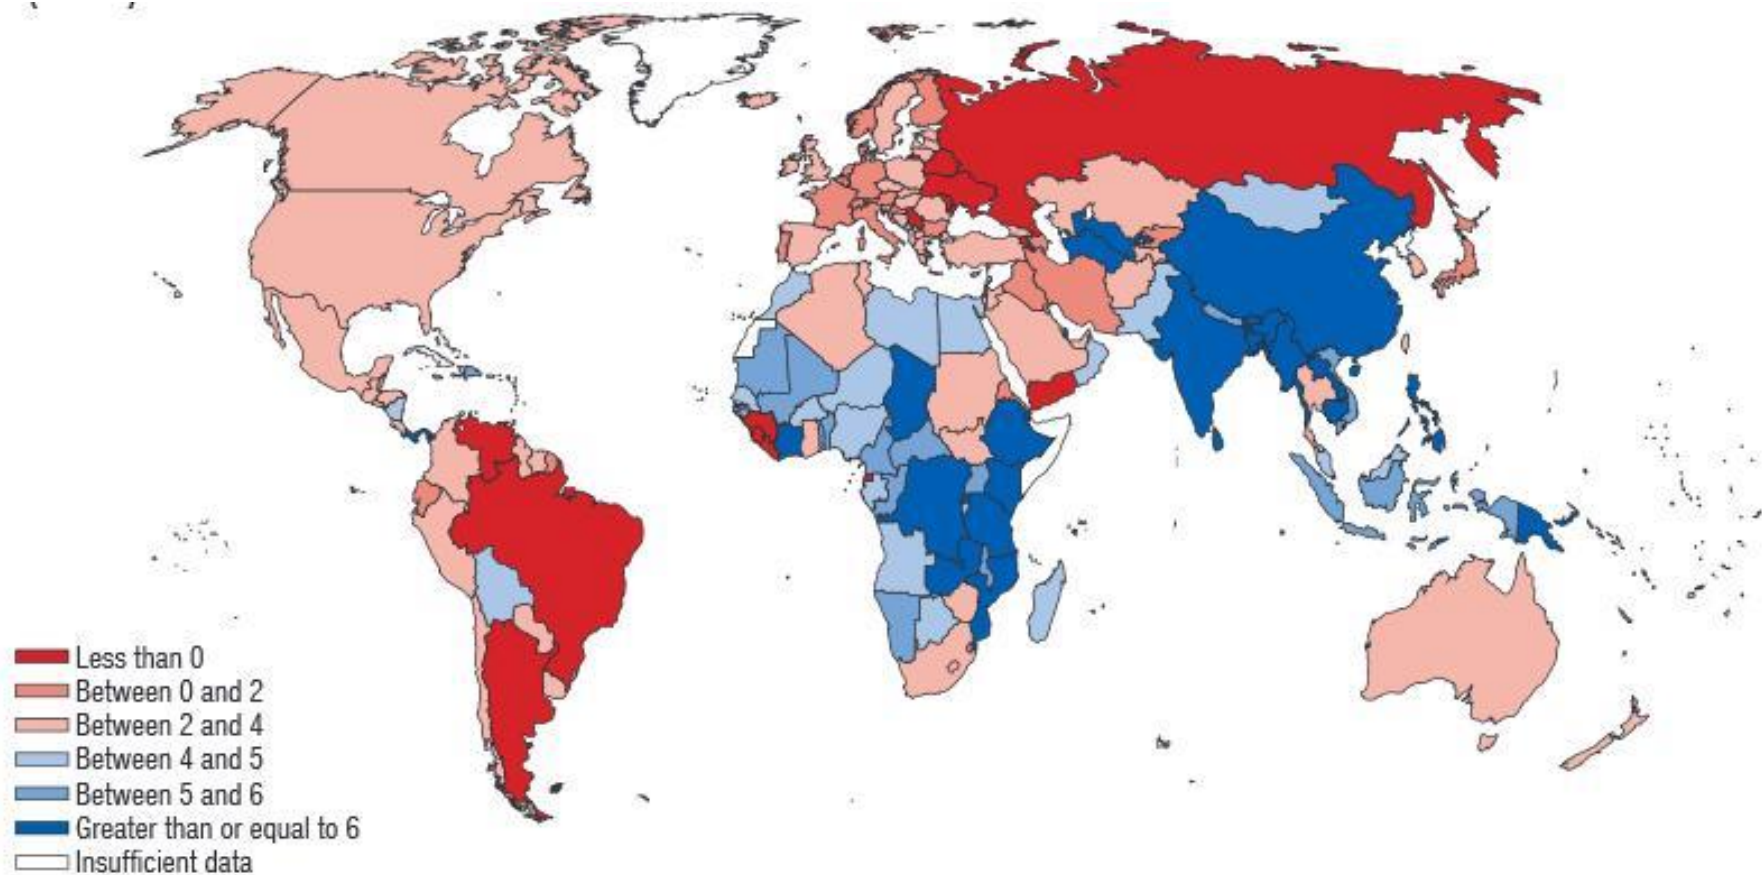 Less than 0
Between 0 and 2
Between 2 and 4
Between 4 and 5
Between 5 and 6
Greater than or equal to 6
Insufficient data